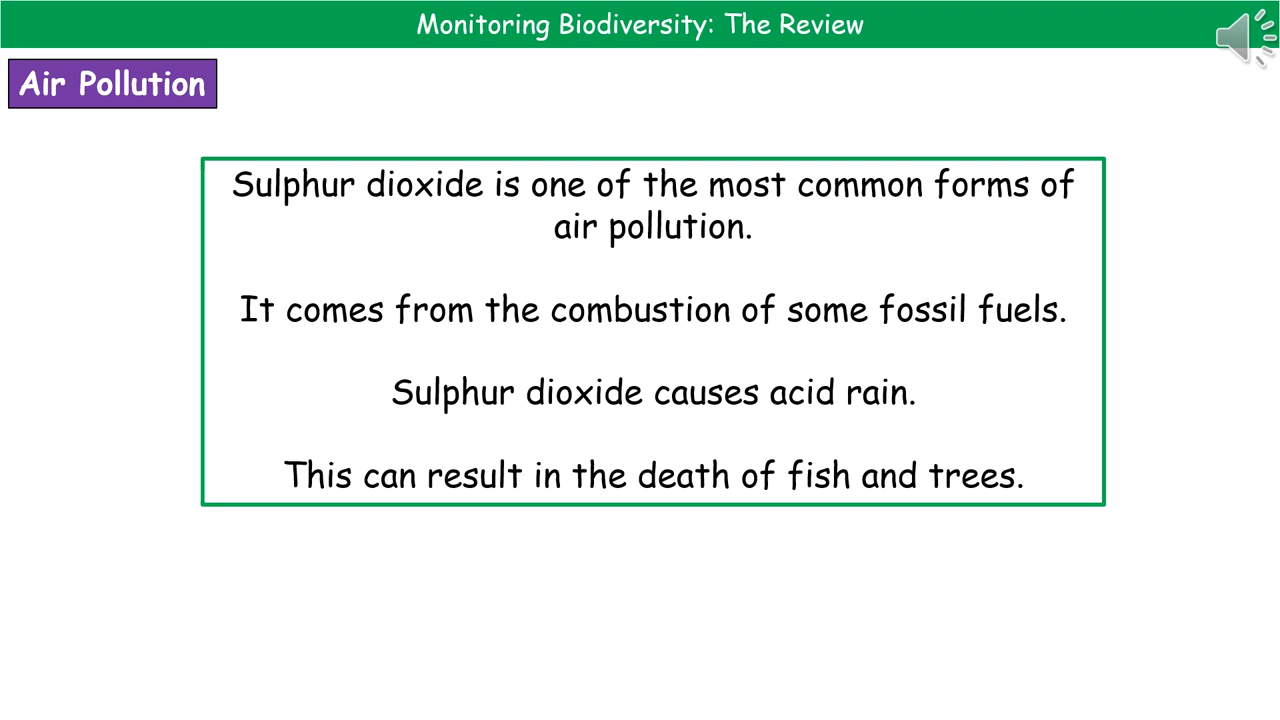 Monitoring Biodiversity: The Review
Air Pollution
Sulphur dioxide is one of the most common forms of
air pollution.
It comes from the combustion of some fossil fuels.
Sulphur dioxide causes acid rain.
This can result in the death of fish and trees.